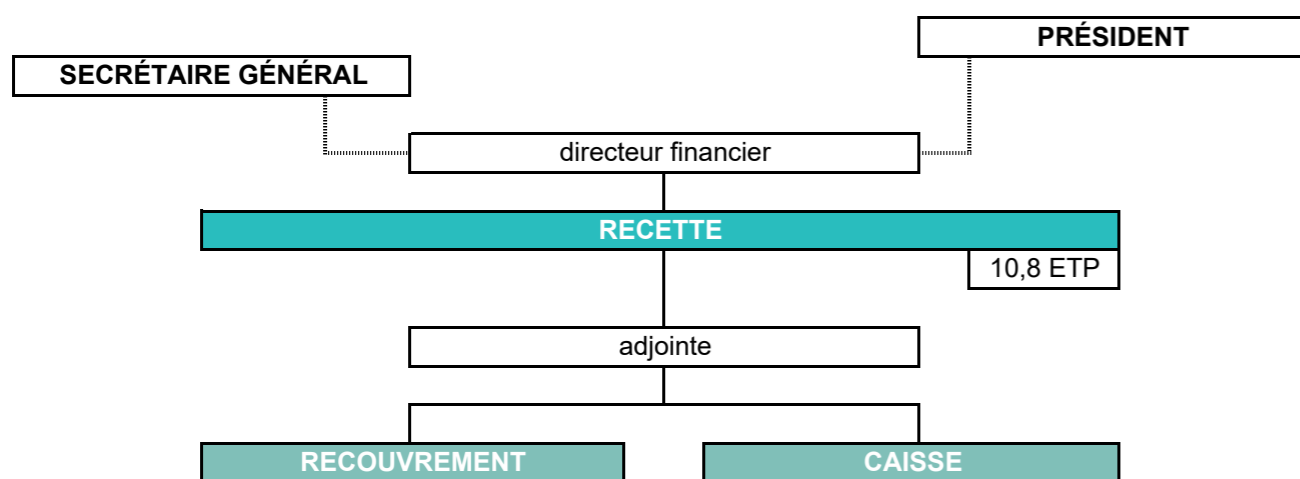 PRÉSIDENT
SECRÉTAIRE GÉNÉRAL
directeur financier
RECETTE
10,8 ETP
adjointe
RECOUVREMENT
CAISSE